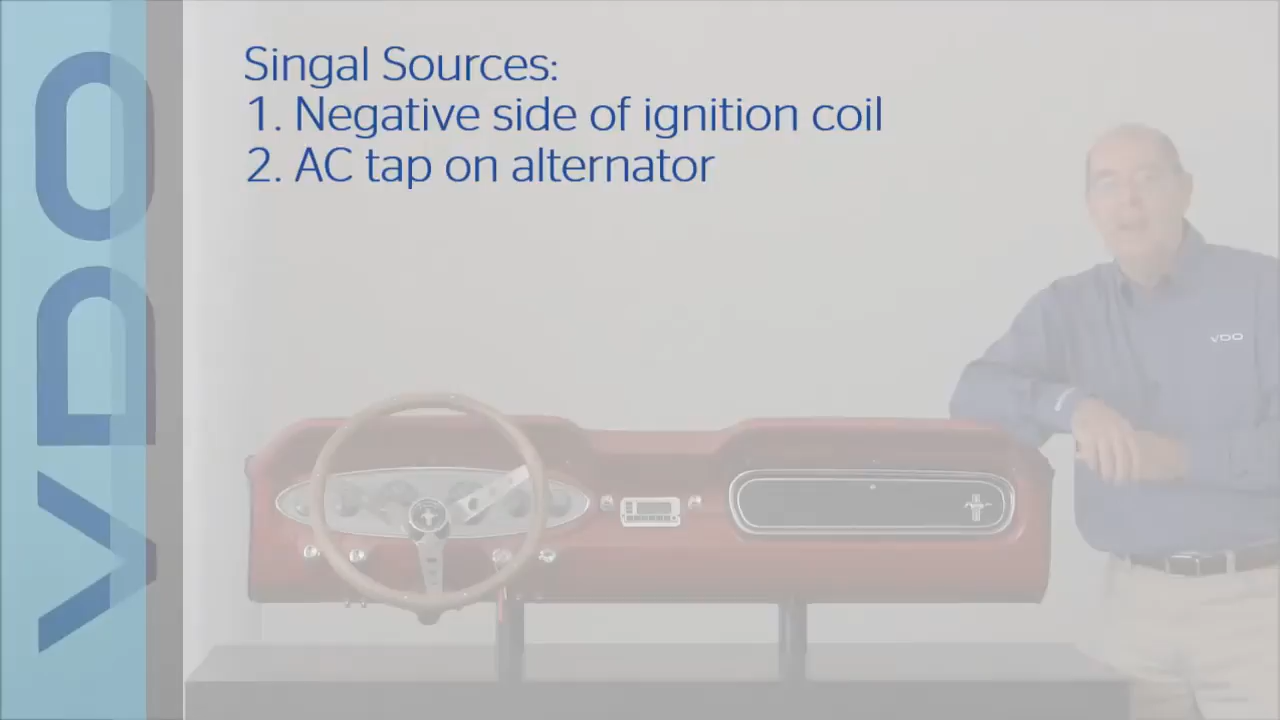 VDO
Singal Sources:
1. Negative side of ignition coil
2. AC tap on alternator
VDO